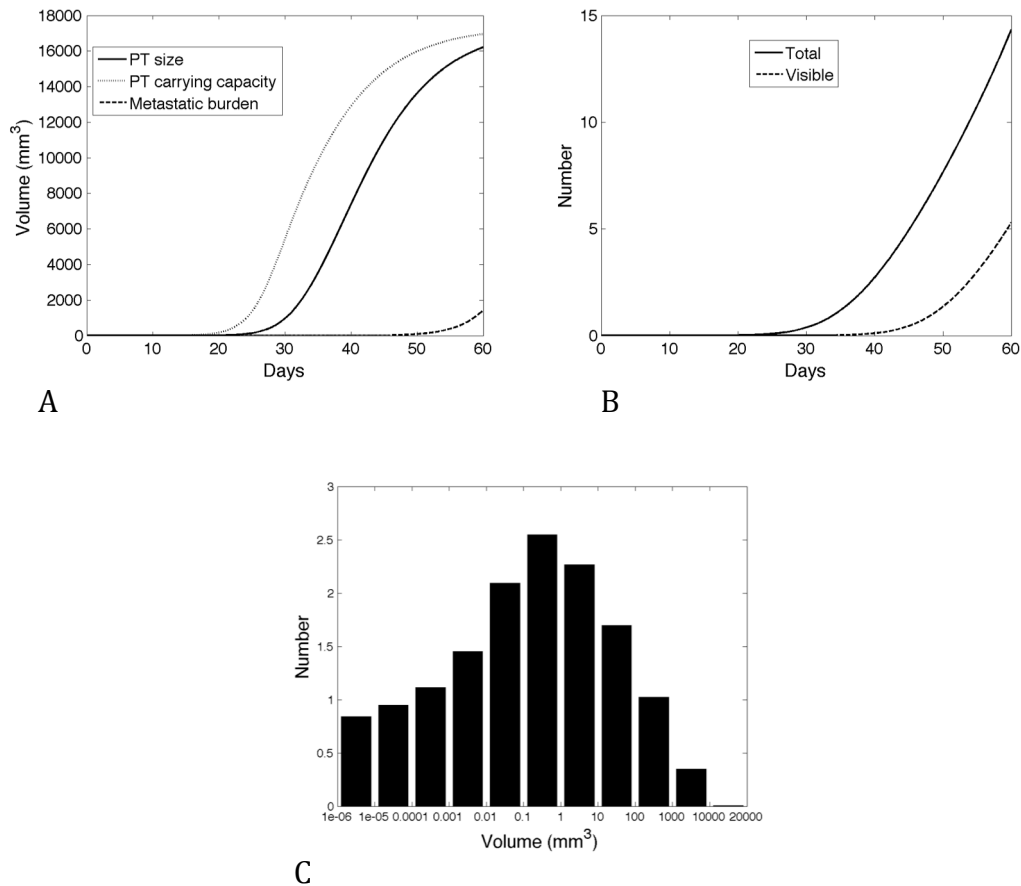 18000
16000
14000
12000
10000
8000
6000
4000
2000
0
Volume (mm³)
PT size
PT carrying capacity
Metastatic burden
0 10 20 30 40 50 60
Days
A
15
10
5
0
Number
Total
Visible
0 10 20 30 40 50 60
Days
B
3
2.5
2
1.5
1
0.5
0
Number
1e-06 1e-05 0.0001 0.001 0.01 0.1 1 10 100 1000 10000 20000
Volume (mm³)
C